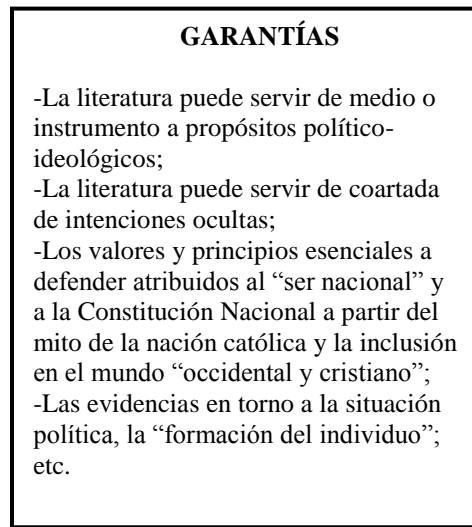 GARANTÍAS
-La literatura puede servir de medio o
instrumento a propósitos político-
ideológicos;
-La literatura puede servir de coartada
de intenciones ocultas;
-Los valores y principios esenciales a
defender atribuidos al “ser nacional” y
a la Constitución Nacional a partir del
mito de la nación católica y la inclusión
en el mundo “occidental y cristiano”;
-Las evidencias en torno a la situación
política, la “formación del individuo”;
etc.